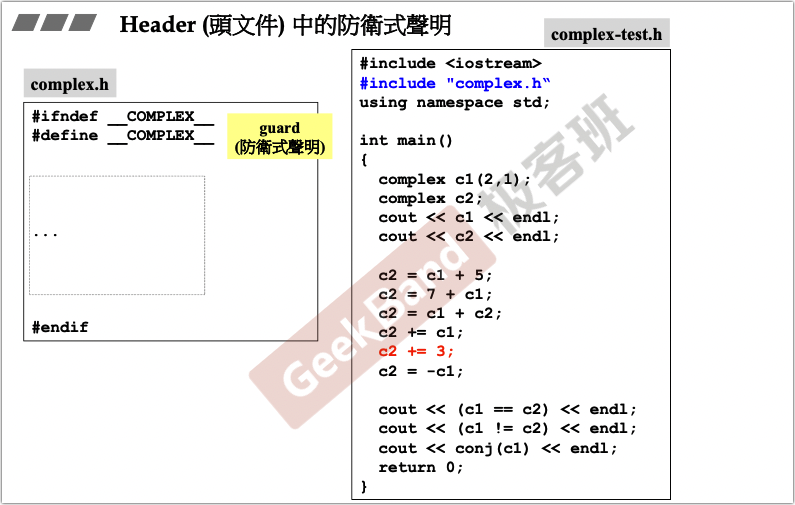 Header (頭文件) 中的防衛式聲明
complex.h
#ifndef __COMPLEX__
#define __COMPLEX__
guard
(防衛式聲明)
...
#endif
complex-test.h
#include <iostream>
#include "complex.h“
using namespace std;
int main()
{
complex c1(2,1);
complex c2;
cout << c1 << endl;
cout << c2 << endl;
c2 = c1 + 5;
c2 = 7 + c1;
c2 = c1 + c2;
c2 += c1;
c2 += 3;
c2 = -c1;
cout << (c1 == c2) << endl;
cout << (c1 != c2) << endl;
cout << conj(c1) << endl;
return 0;
}
GeekBand 极客班